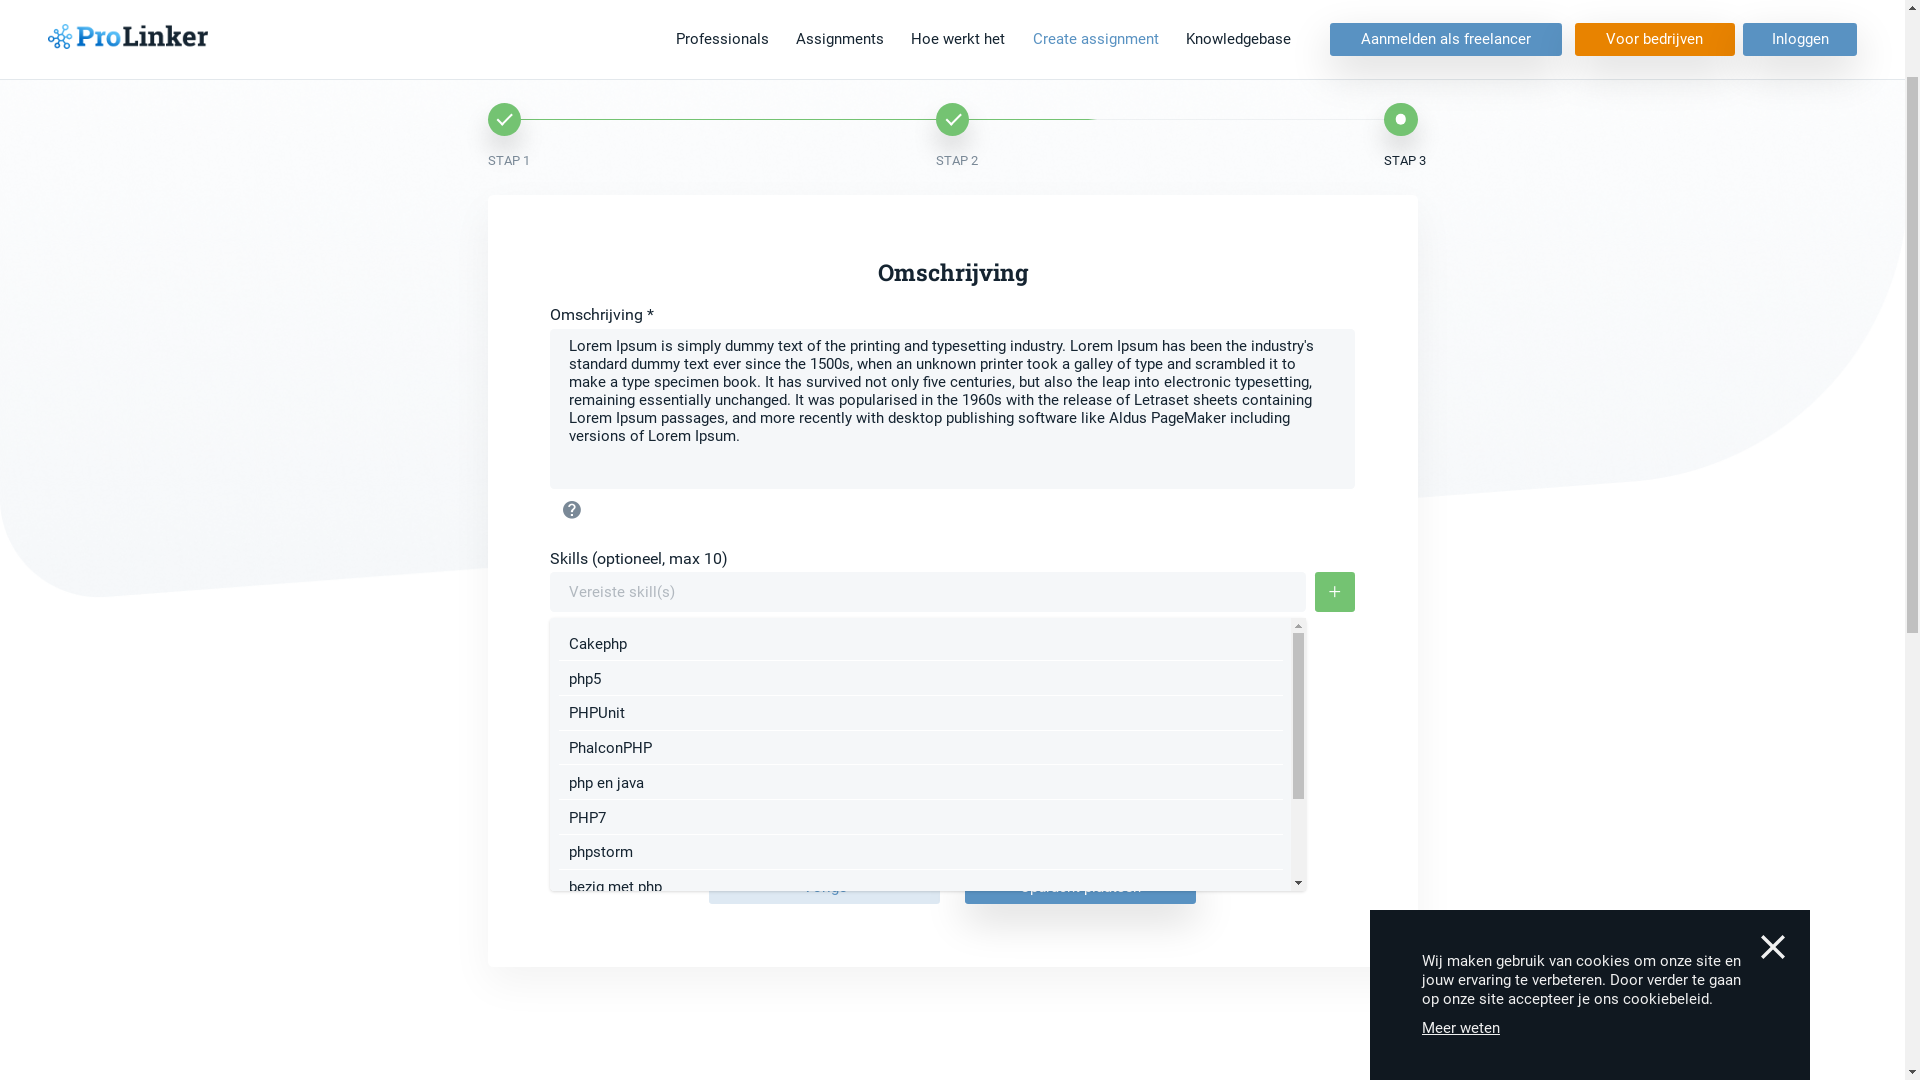 ProLinker
Professionals
Assignments
Hoe werkt het
Create assignment
Knowledgebase
Aanmelden als freelancer
Voor bedrijven
Inloggen
STAP 1
STAP 2
STAP 3
Omschrijving
Omschrijving *
Lorem Ipsum is simply dummy text of the printing and typesetting industry. Lorem Ipsum has been the industry's
standard dummy text ever since the 1500s, when an unknown printer took a galley of type and scrambled it to
make a type specimen book. It has survived not only five centuries, but also the leap into electronic typesetting,
remaining essentially unchanged. It was popularised in the 1960s with the release of Letraset sheets containing
Lorem Ipsum passages, and more recently with desktop publishing software like Aldus PageMaker including
versions of Lorem Ipsum.
?
Skills (optioneel, max 10)
Vereiste skill(s)
+
Cakephp
php5
PHPUnit
PhalconPHP
php en java
PHP7
phpstorm
bezig met php
Wij maken gebruik van cookies om onze site en
jouw ervaring te verbeteren. Door verder te gaan
op onze site accepteer je ons cookiebeleid.
Meer weten